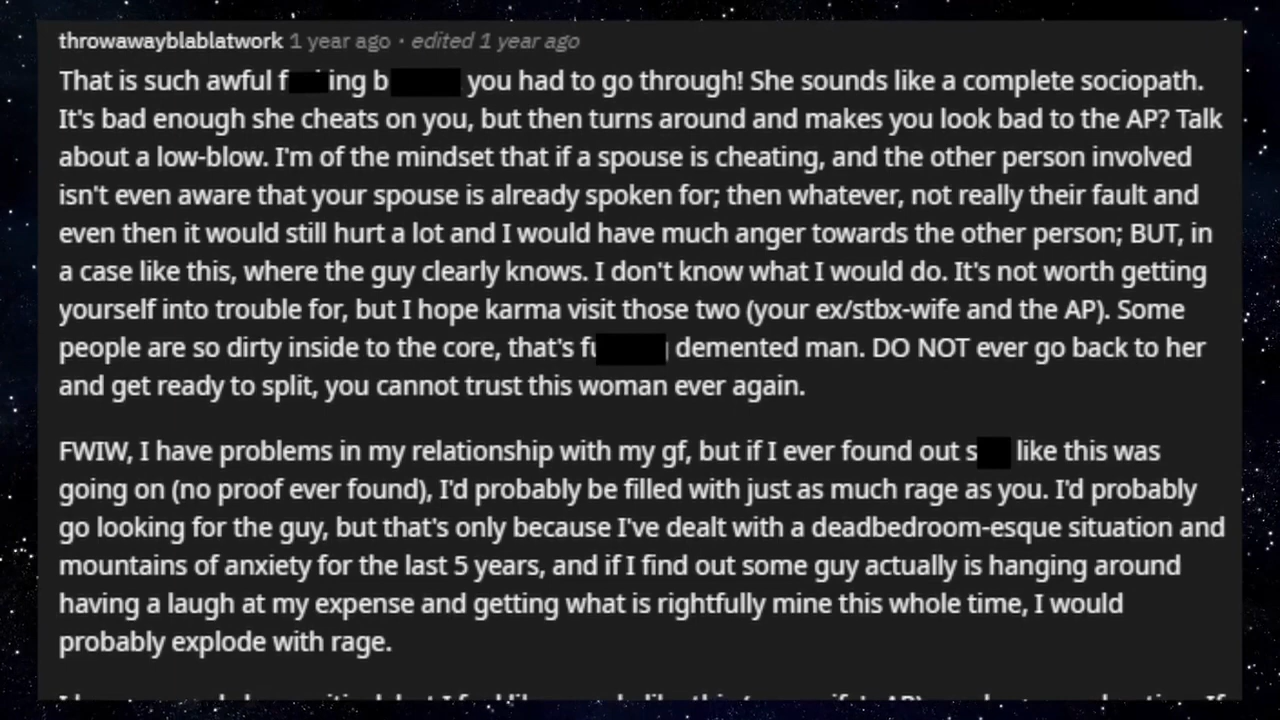 throwawayblablatwork 1 year ago · edited 1 year ago
That is such awful f ing b you had to go through! She sounds like a complete sociopath.
It's bad enough she cheats on you, but then turns around and makes you look bad to the AP? Talk
about a low-blow. I'm of the mindset that if a spouse is cheating, and the other person involved
isn't even aware that your spouse is already spoken for; then whatever, not really their fault and
even then it would still hurt a lot and I would have much anger towards the other person; BUT, in
a case like this, where the guy clearly knows. I don't know what I would do. It's not worth getting
yourself into trouble for, but I hope karma visit those two (your ex/stbx-wife and the AP). Some
people are so dirty inside to the core, that's fu demented man. DO NOT ever go back to her
and get ready to split, you cannot trust this woman ever again.
FWIW, I have problems in my relationship with my gf, but if I ever found out s like this was
going on (no proof ever found), I'd probably be filled with just as much rage as you. I'd probably
go looking for the guy, but that's only because I've dealt with a deadbedroom-esque situation and
mountains of anxiety for the last 5 years, and if I find out some guy actually is hanging around
having a laugh at my expense and getting what is rightfully mine this whole time, I would
probably explode with rage.